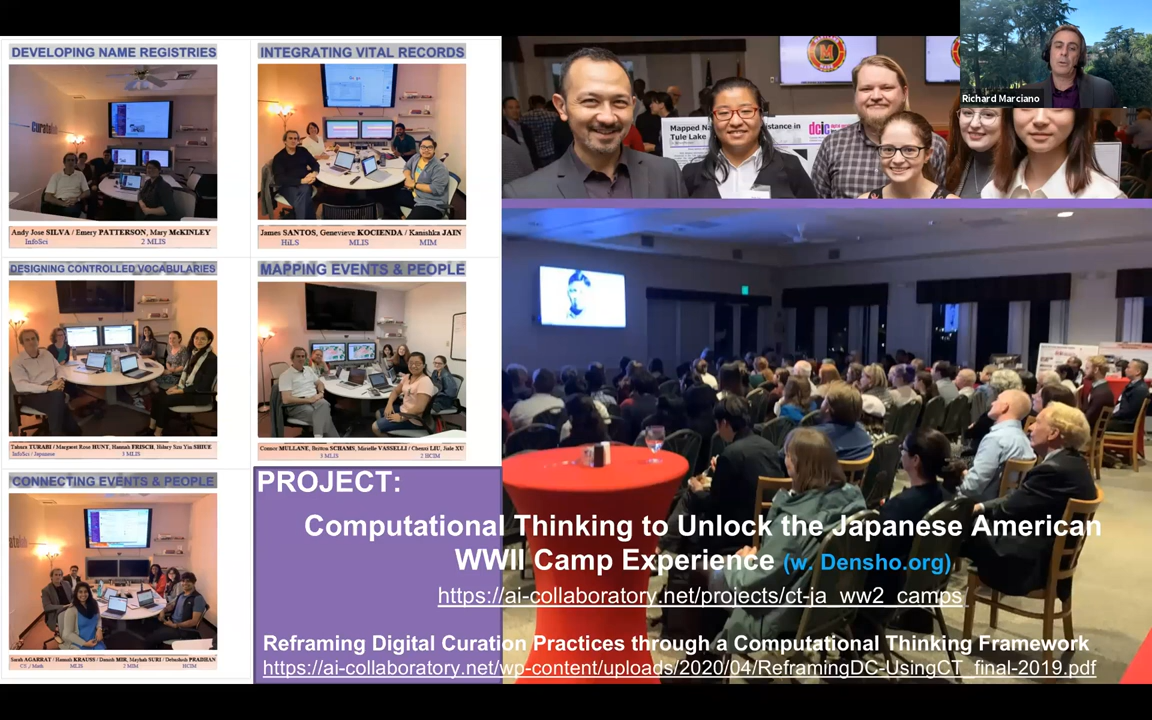 DEVELOPING NAME REGISTRIES
Andy Jose SILVA / Emery PATTERSON, Mary McKINLEY
InfoSci 2 MLIS
INTEGRATING VITAL RECORDS
James SANTOS, Genevieve KOCIENDA / Kanishka JAIN
HiLS MLIS MIM
DESIGNING CONTROLLED VOCABULARIES
TURABI / Margaret Rose HUNT, Hannah FRISCH, Hilary Szu Yin SHIUE
InfoSci / Japanese 3 MLIS
MAPPING EVENTS & PEOPLE
Connor MULLANE, SCHAMS, VASSELLI / Chenxi LIU, Jiale XU
3 MLIS 2 HCIM
CONNECTING EVENTS & PEOPLE
Sarah AGARRAT / Hannah KRAUSS / Danish MIR, Mayhah SURI / Debashish PRADHAN
CS / Math MLIS 2 MIM HCIM
Mapped
Tule Lake
dcic
M
Richard Marciano
PROJECT:
Computational Thinking to Unlock the Japanese American
WWII Camp Experience (w. Densho.org)
https://ai-collaboratory.net/projects/ct-ja_ww2_camps
Reframing Digital Curation Practices through a Computational Thinking Framework
https://ai-collaboratory.net/wp-content/uploads/2020/04/ReframingDC-UsingCT_final-2019.pdf